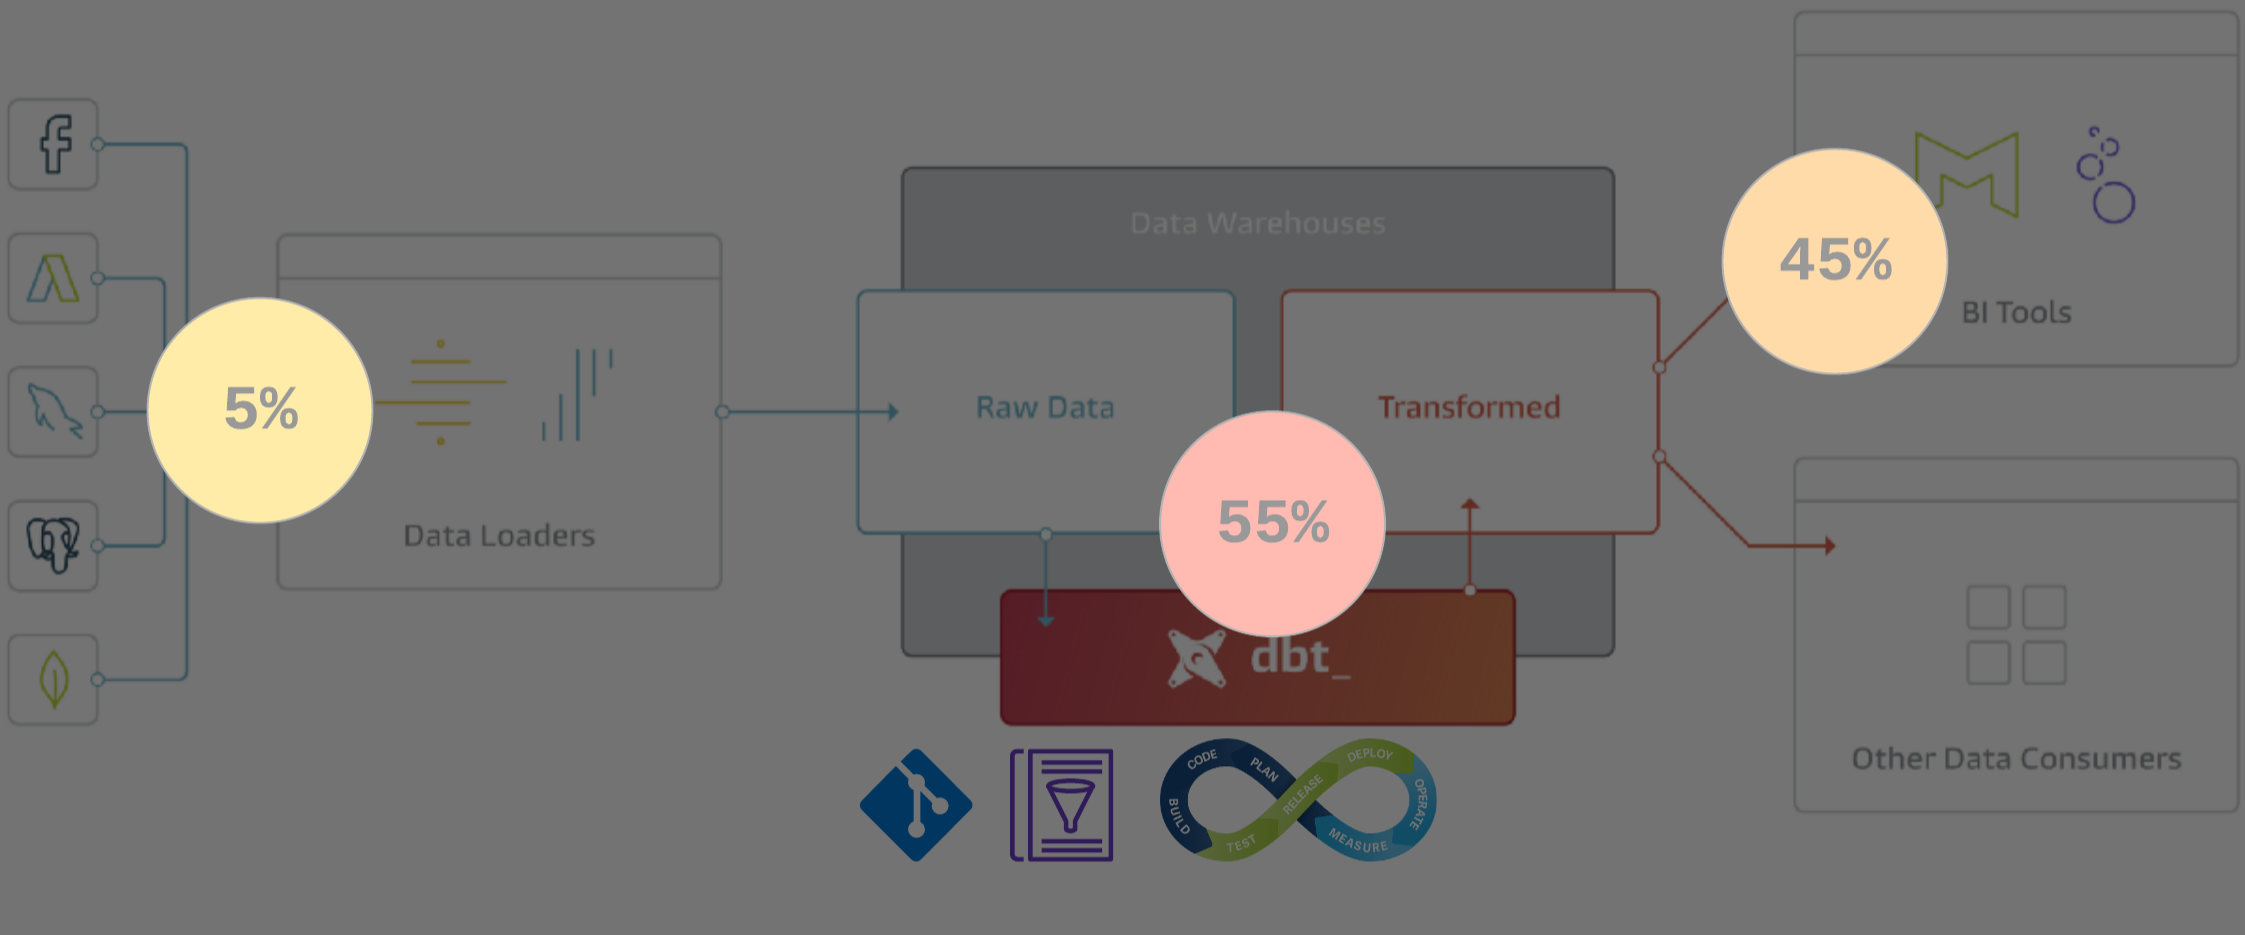 Data Warehouses
45%
BI Tools
5%
Raw Data
Transformed
55%
Data Loaders
dbt_
CODE
PLAN
DEPLOY
RELEASE
OPERATE
BUILD
TEST
MEASURE
Other Data Consumers